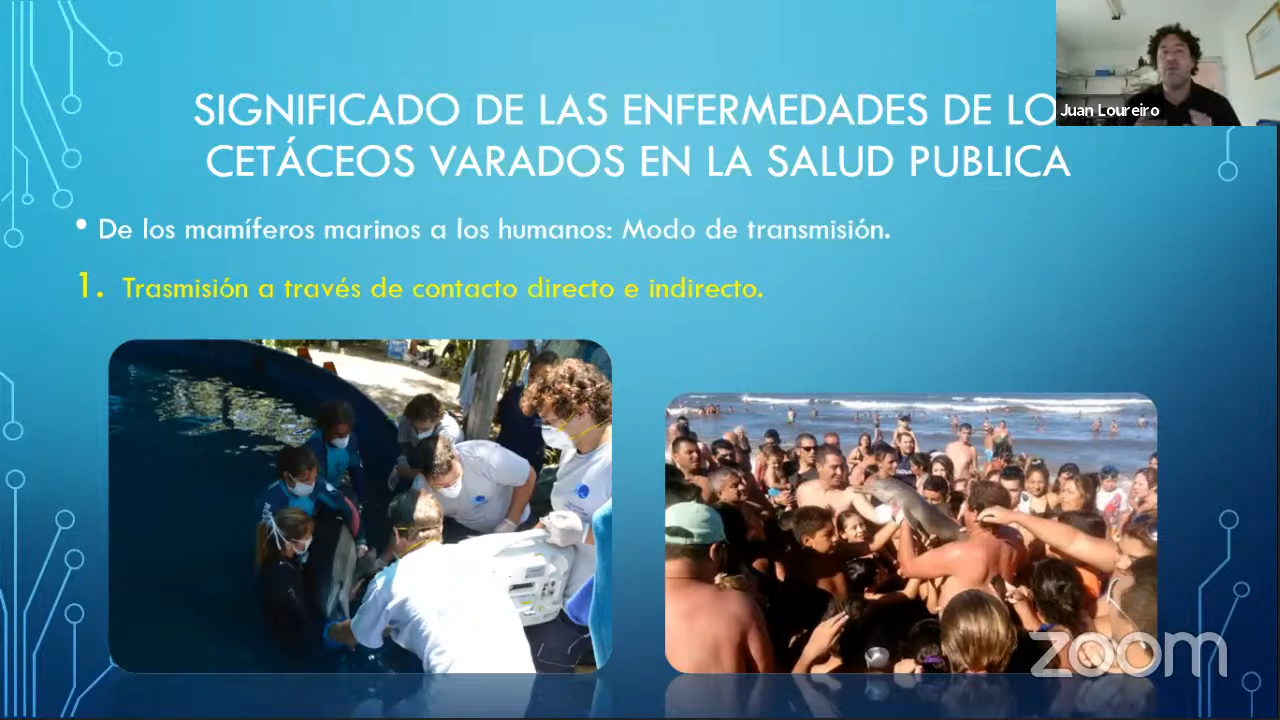 SIGNIFICADO DE LAS ENFERMEDADES DE LO
CETÁCEOS VARADOS EN LA SALUD PUBLICA
Juan Loureiro
• De los mamíferos marinos a los humanos: Modo de transmisión.
1. Trasmisión a través de contacto directo e indirecto.
zoom